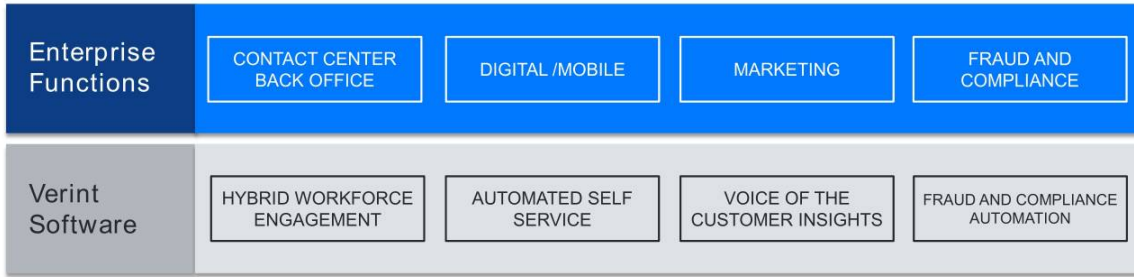 Enterprise
Functions
CONTACT CENTER
BACK OFFICE
DIGITAL /MOBILE
MARKETING
FRAUD AND
COMPLIANCE
Verint
Software
HYBRID WORKFORCE
ENGAGEMENT
AUTOMATED SELF
SERVICE
VOICE OF THE
CUSTOMER INSIGHTS
FRAUD AND COMPLIANCE
AUTOMATION